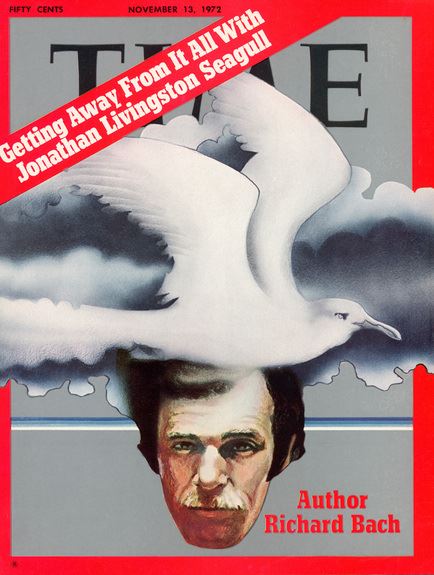 FIFTY CENTS NOVEMBER 13, 1972
TIME
Getting Away From It All With
Jonathan Livingston Seagull
Author
Richard Bach